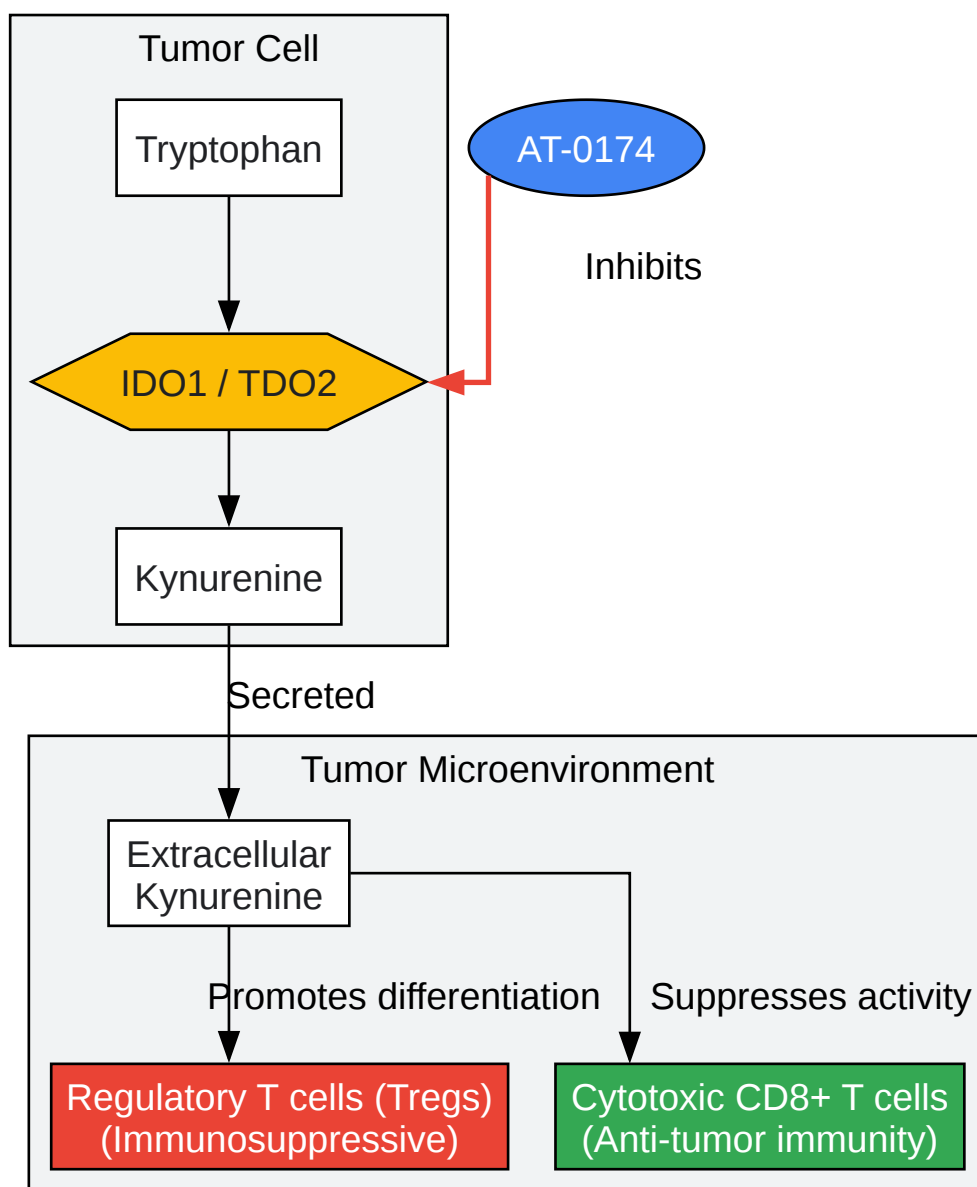 Tumor Cell
Tryptophan
AT-0174
Inhibits
IDO1 / TDO2
Kynurenine
Secreted
Tumor Microenvironment
Extracellular
Kynurenine
Promotes differentiation
Suppresses activity
Regulatory T cells (Tregs)
(Immunosuppressive)
Cytotoxic CD8+ T cells
(Anti-tumor immunity)